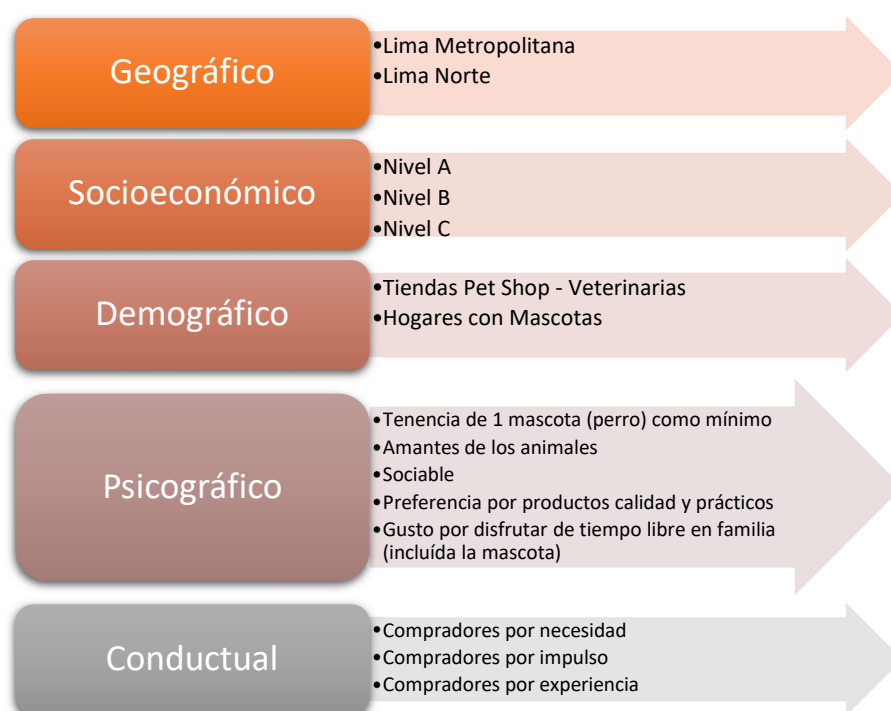 Geográfico
•Lima Metropolitana
•Lima Norte
Socioeconómico
•Nivel A
•Nivel B
•Nivel C
Demográfico
•Tiendas Pet Shop - Veterinarias
•Hogares con Mascotas
Psicográfico
•Tenencia de 1 mascota (perro) como mínimo
•Amantes de los animales
•Sociable
•Preferencia por productos calidad y prácticos
•Gusto por disfrutar de tiempo libre en familia
(incluída la mascota)
Conductual
•Compradores por necesidad
•Compradores por impulso
•Compradores por experiencia